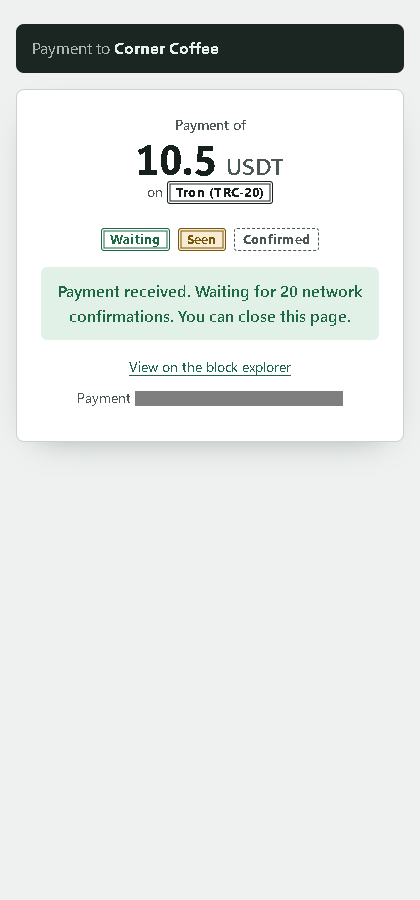 Payment to Corner Coffee
Payment of
10.5 USDT
on Tron (TRC-20)
Waiting Seen Confirmed
Payment received. Waiting for 20 network
confirmations. You can close this page.
View on the block explorer
Payment